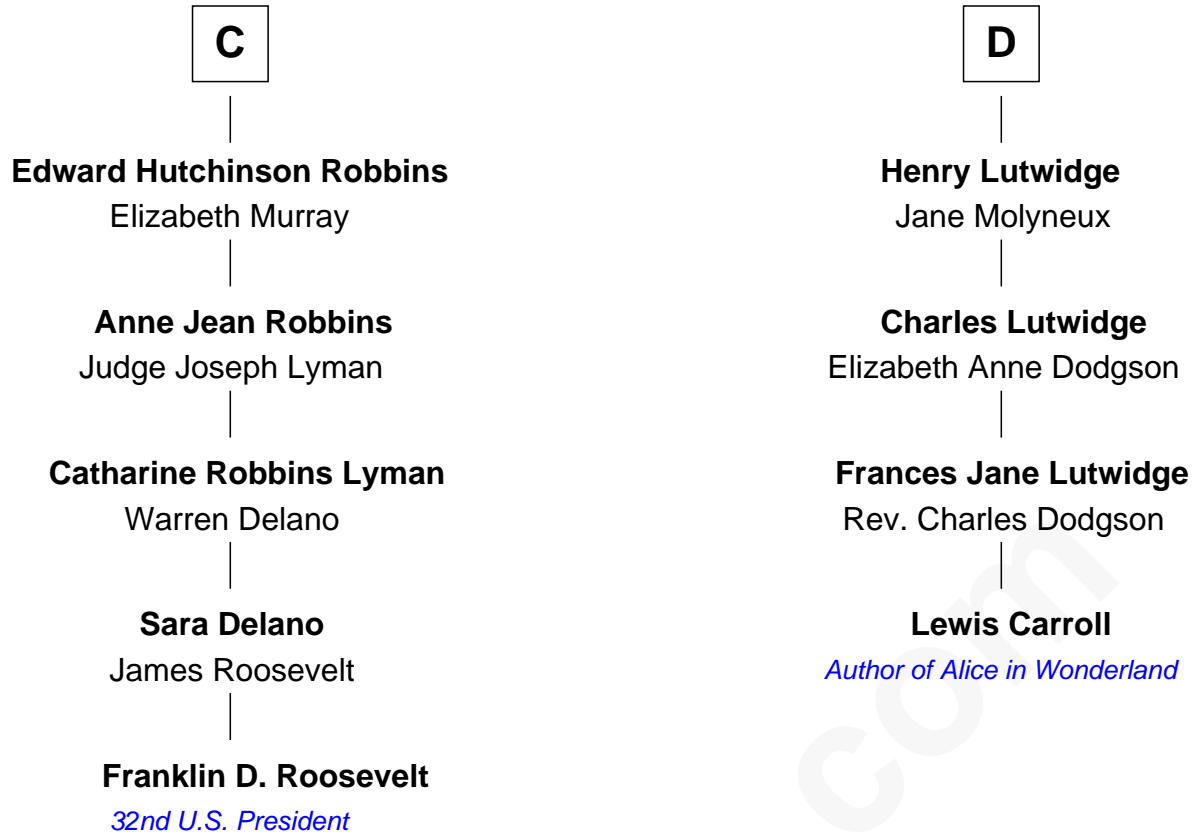 C
Edward Hutchinson Robbins
Elizabeth Murray
Anne Jean Robbins
Judge Joseph Lyman
Catharine Robbins Lyman
Warren Delano
Sara Delano
James Roosevelt
Franklin D. Roosevelt
32nd U.S. President
D
Henry Lutwidge
Jane Molyneux
Charles Lutwidge
Elizabeth Anne Dodgson
Frances Jane Lutwidge
Rev. Charles Dodgson
Lewis Carroll
Author of Alice in Wonderland
com